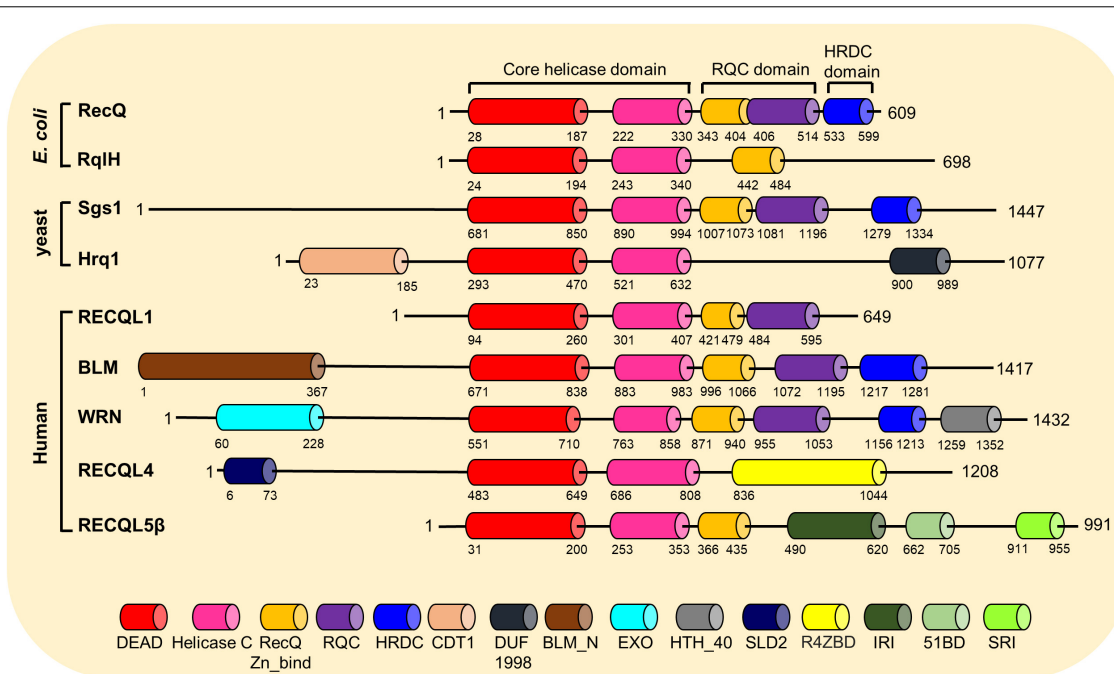 Core helicase domain RQC domain HRDC domain
E. coli
RecQ 1 609
28 187 222 330 343 404 406 514 533 599
RqlH 1 698
24 194 243 340 442 484
yeast
Sgs1 1 1447
681 850 890 994 1007 1073 1081 1196 1279 1334
Hrq1 1 1077
23 185 293 470 521 632 900 989
Human
RECQL1 1 649
94 260 301 407 421 479 484 595
BLM 1417
1 367 671 838 883 983 996 1066 1072 1195 1217 1281
WRN 1 1432
60 228 551 710 763 858 871 940 955 1053 1156 1213 1259 1352
RECQL4 1 1208
6 73 483 649 686 808 836 1044
RECQL5β 1 991
31 200 253 353 366 435 490 620 662 705 911 955
DEAD Helicase C RecQ Zn_bind RQC HRDC CDT1 DUF 1998 BLM_N EXO HTH_40 SLD2 R4ZBD IRI 51BD SRI